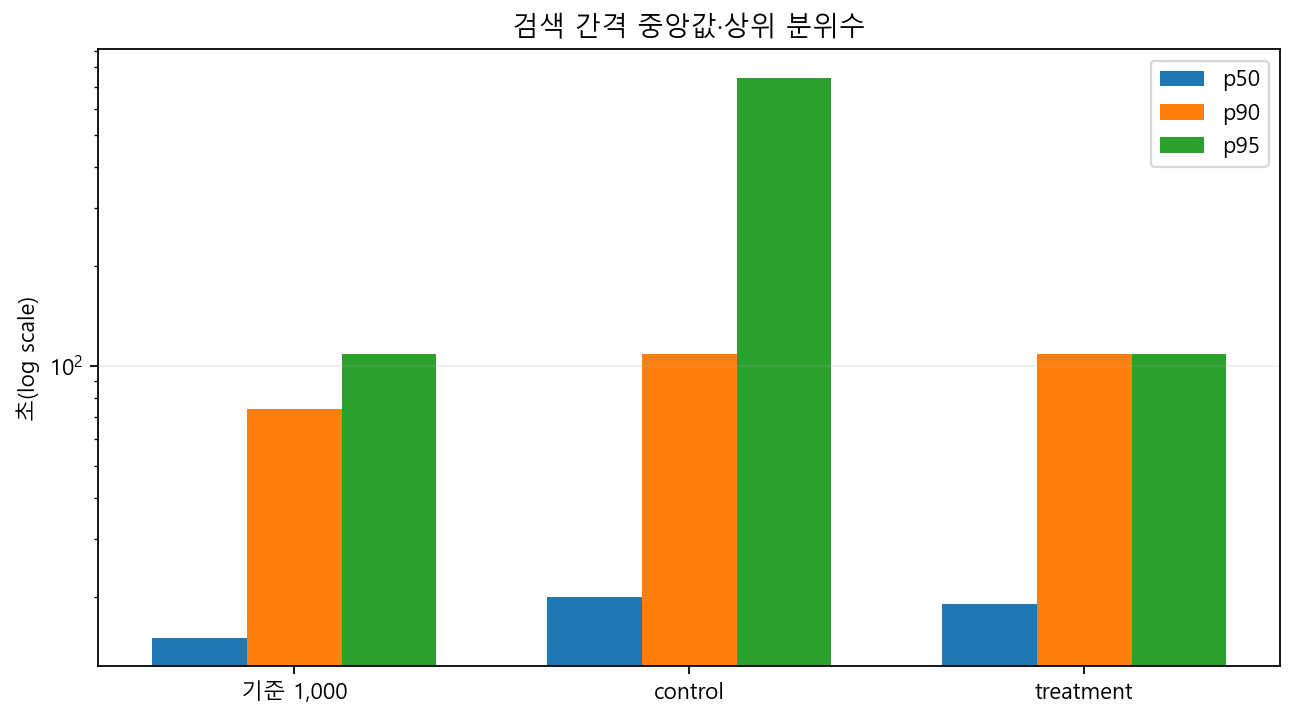 검색 간격 중앙값·상위 분위수
p50
p90
p95
초(log scale)
10²
기준 1,000
control
treatment